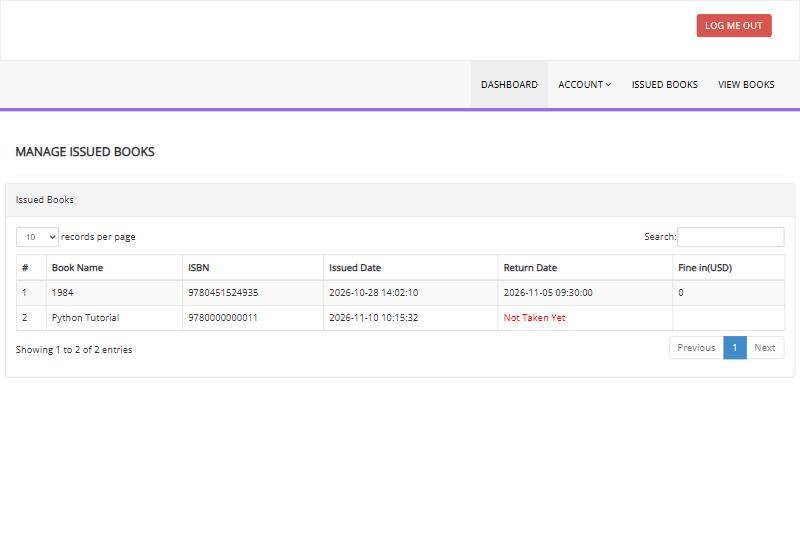 LOG ME OUT
DASHBOARD ACCOUNT ISSUED BOOKS VIEW BOOKS
MANAGE ISSUED BOOKS
Issued Books
10 records per page Search:
# Book Name ISBN Issued Date Return Date Fine in(USD)
1 1984 9780451524935 2026-10-28 14:02:10 2026-11-05 09:30:00 0
2 Python Tutorial 9780000000011 2026-11-10 10:15:32 Not Taken Yet
Showing 1 to 2 of 2 entries Previous 1 Next